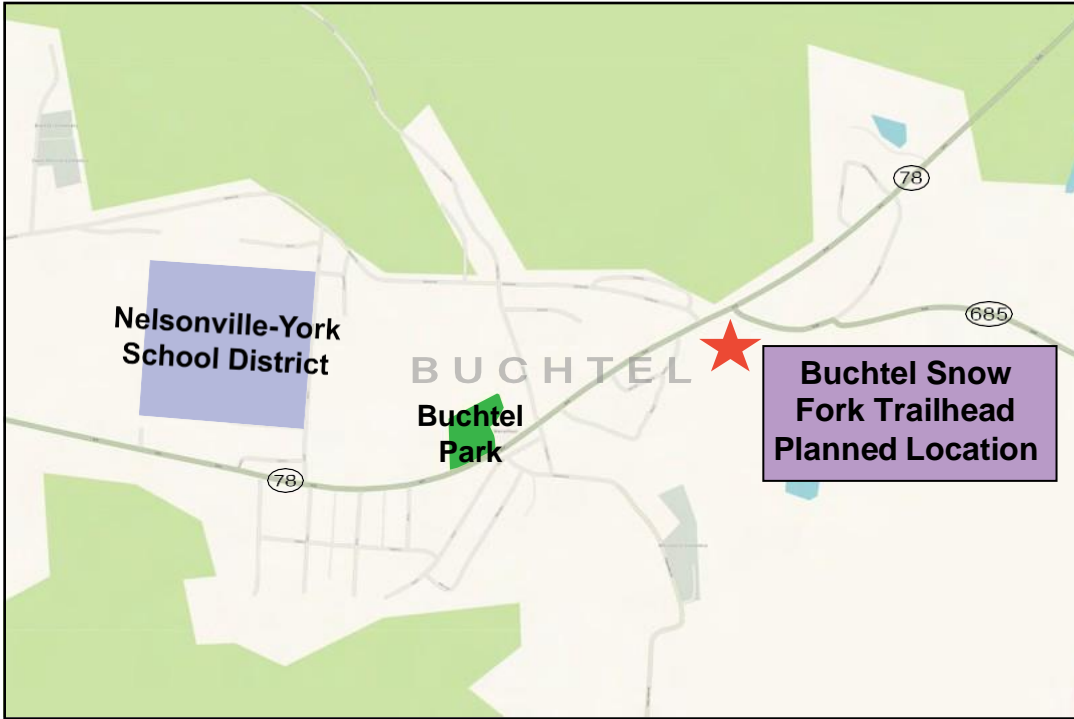 78
685
Nelsonville-York
School District
BUCHTEL
Buchtel Snow
Fork Trailhead
Planned Location
Buchtel
Park
78